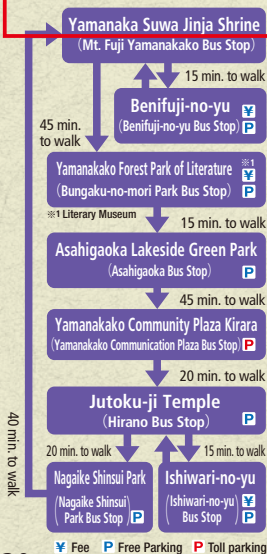 Yamanaka Suwa Jinja Shrine
(Mt. Fuji Yamanakako Bus Stop)
15 min. to walk
Benifuji-no-yu ¥
(Benifuji-no-yu Bus Stop) P
45 min.
to walk
Yamanakako Forest Park of Literature ※1 ¥
(Bungaku-no-mori Park Bus Stop) P
※1 Literary Museum
15 min. to walk
Asahigaoka Lakeside Green Park
(Asahigaoka Bus Stop) P
45 min. to walk
Yamanakako Community Plaza Kirara
(Yamanakako Communication Plaza Bus Stop) P
20 min. to walk
Jutoku-ji Temple
(Hirano Bus Stop) P
20 min. to walk
15 min. to walk
Nagaike Shinsui Park
(Nagaike Shinsui
Park Bus Stop) P
Ishiwari-no-yu
(Ishiwari-no-yu ¥
Bus Stop) P
40 min. to walk
¥ Fee P Free Parking P Toll parking